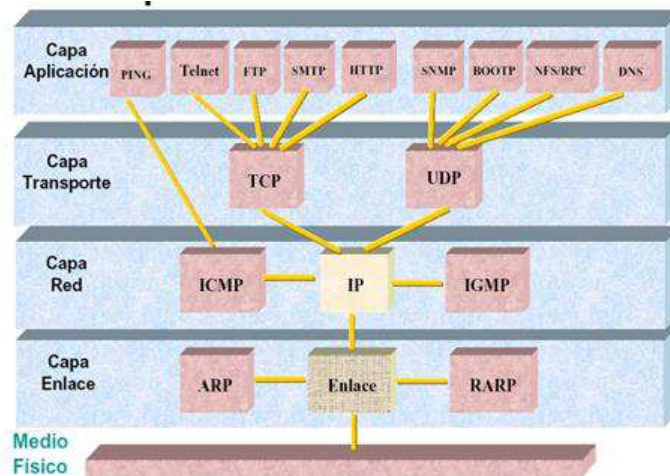 Capa
Aplicación
PING
Telnet
FTP
SMTP
HTTP
SNMP
BOOTP
NFS/RPC
DNS
Capa
Transporte
TCP
UDP
Capa
Red
ICMP
IP
IGMP
Capa
Enlace
ARP
Enlace
RARP
Medio
Físico